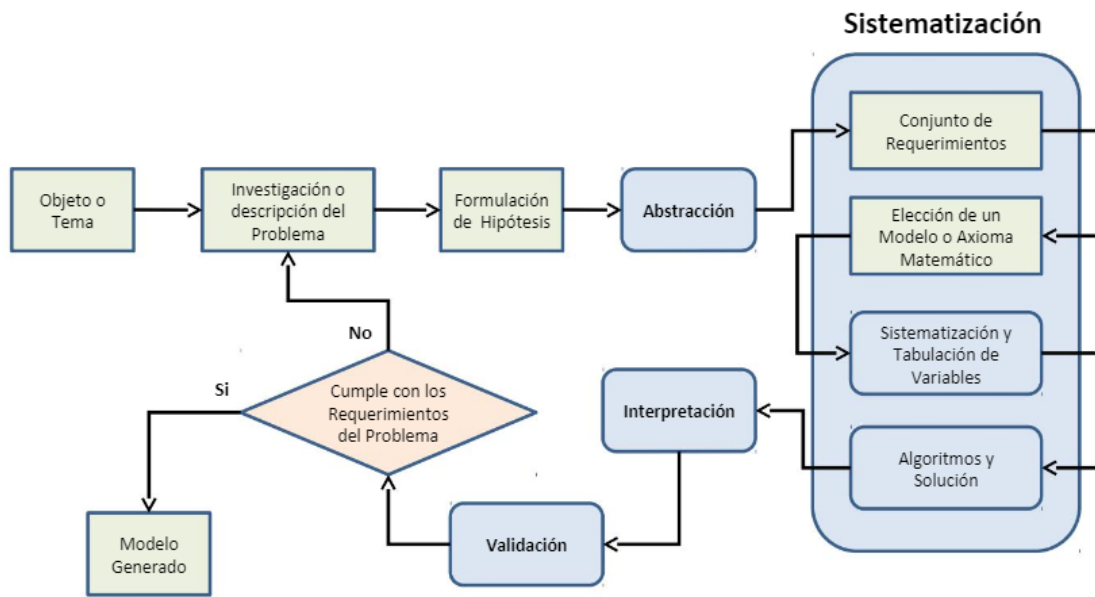 Sistematización
Objeto o
Tema
Investigación o
descripción del
Problema
Formulación
de Hipótesis
Abstracción
Conjunto de
Requerimientos
Elección de un
Modelo o Axioma
Matemático
Sistematización y
Tabulación de
Variables
Algoritmos y
Solución
Interpretación
Validación
Cumple con los
Requerimientos
del Problema
No
Si
Modelo
Generado